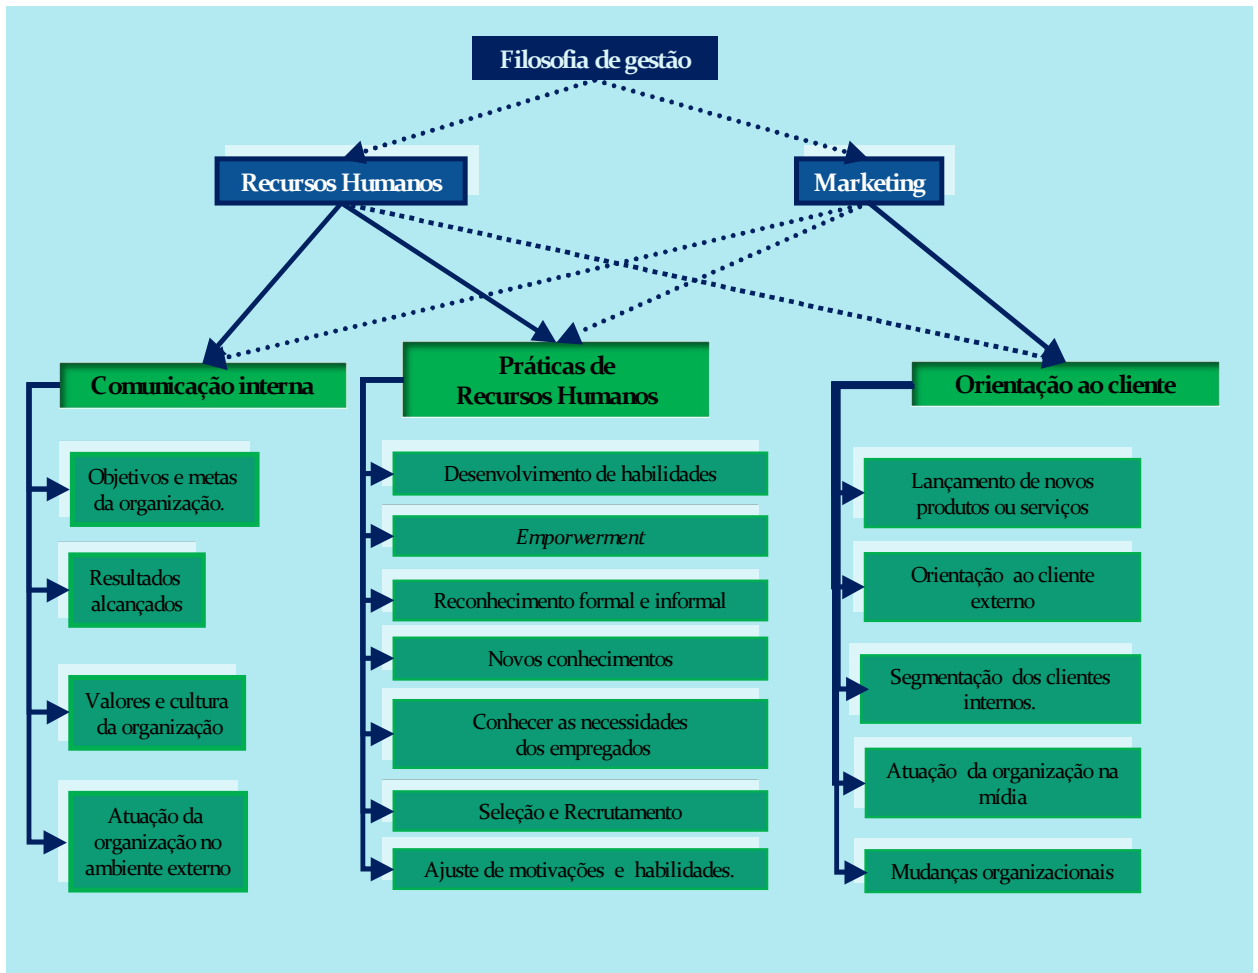 Filosofia de gestão
Recursos Humanos
Marketing
Comunicação interna
Objetivos e metas
da organização.
Resultados
alcançados
Valores e cultura
da organização
Atuação da
organização no
ambiente externo
Práticas de
Recursos Humanos
Desenvolvimento de habilidades
Emporwerment
Reconhecimento formal e informal
Novos conhecimentos
Conhecer as necessidades
dos empregados
Seleção e Recrutamento
Ajuste de motivações e habilidades.
Orientação ao cliente
Lançamento de novos
produtos ou serviços
Orientação ao cliente
externo
Segmentação dos clientes
internos.
Atuação da organização na
mídia
Mudanças organizacionais